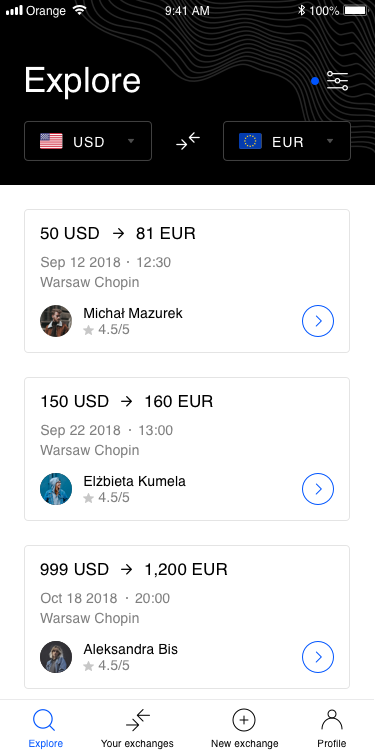 Orange 9:41 AM 100%
Explore
USD EUR
50 USD → 81 EUR
Sep 12 2018 · 12:30
Warsaw Chopin
Michał Mazurek
4.5/5
150 USD → 160 EUR
Sep 22 2018 · 13:00
Warsaw Chopin
Elżbieta Kumela
4.5/5
999 USD → 1,200 EUR
Oct 18 2018 · 20:00
Warsaw Chopin
Aleksandra Bis
4.5/5
Explore Your exchanges New exchange Profile